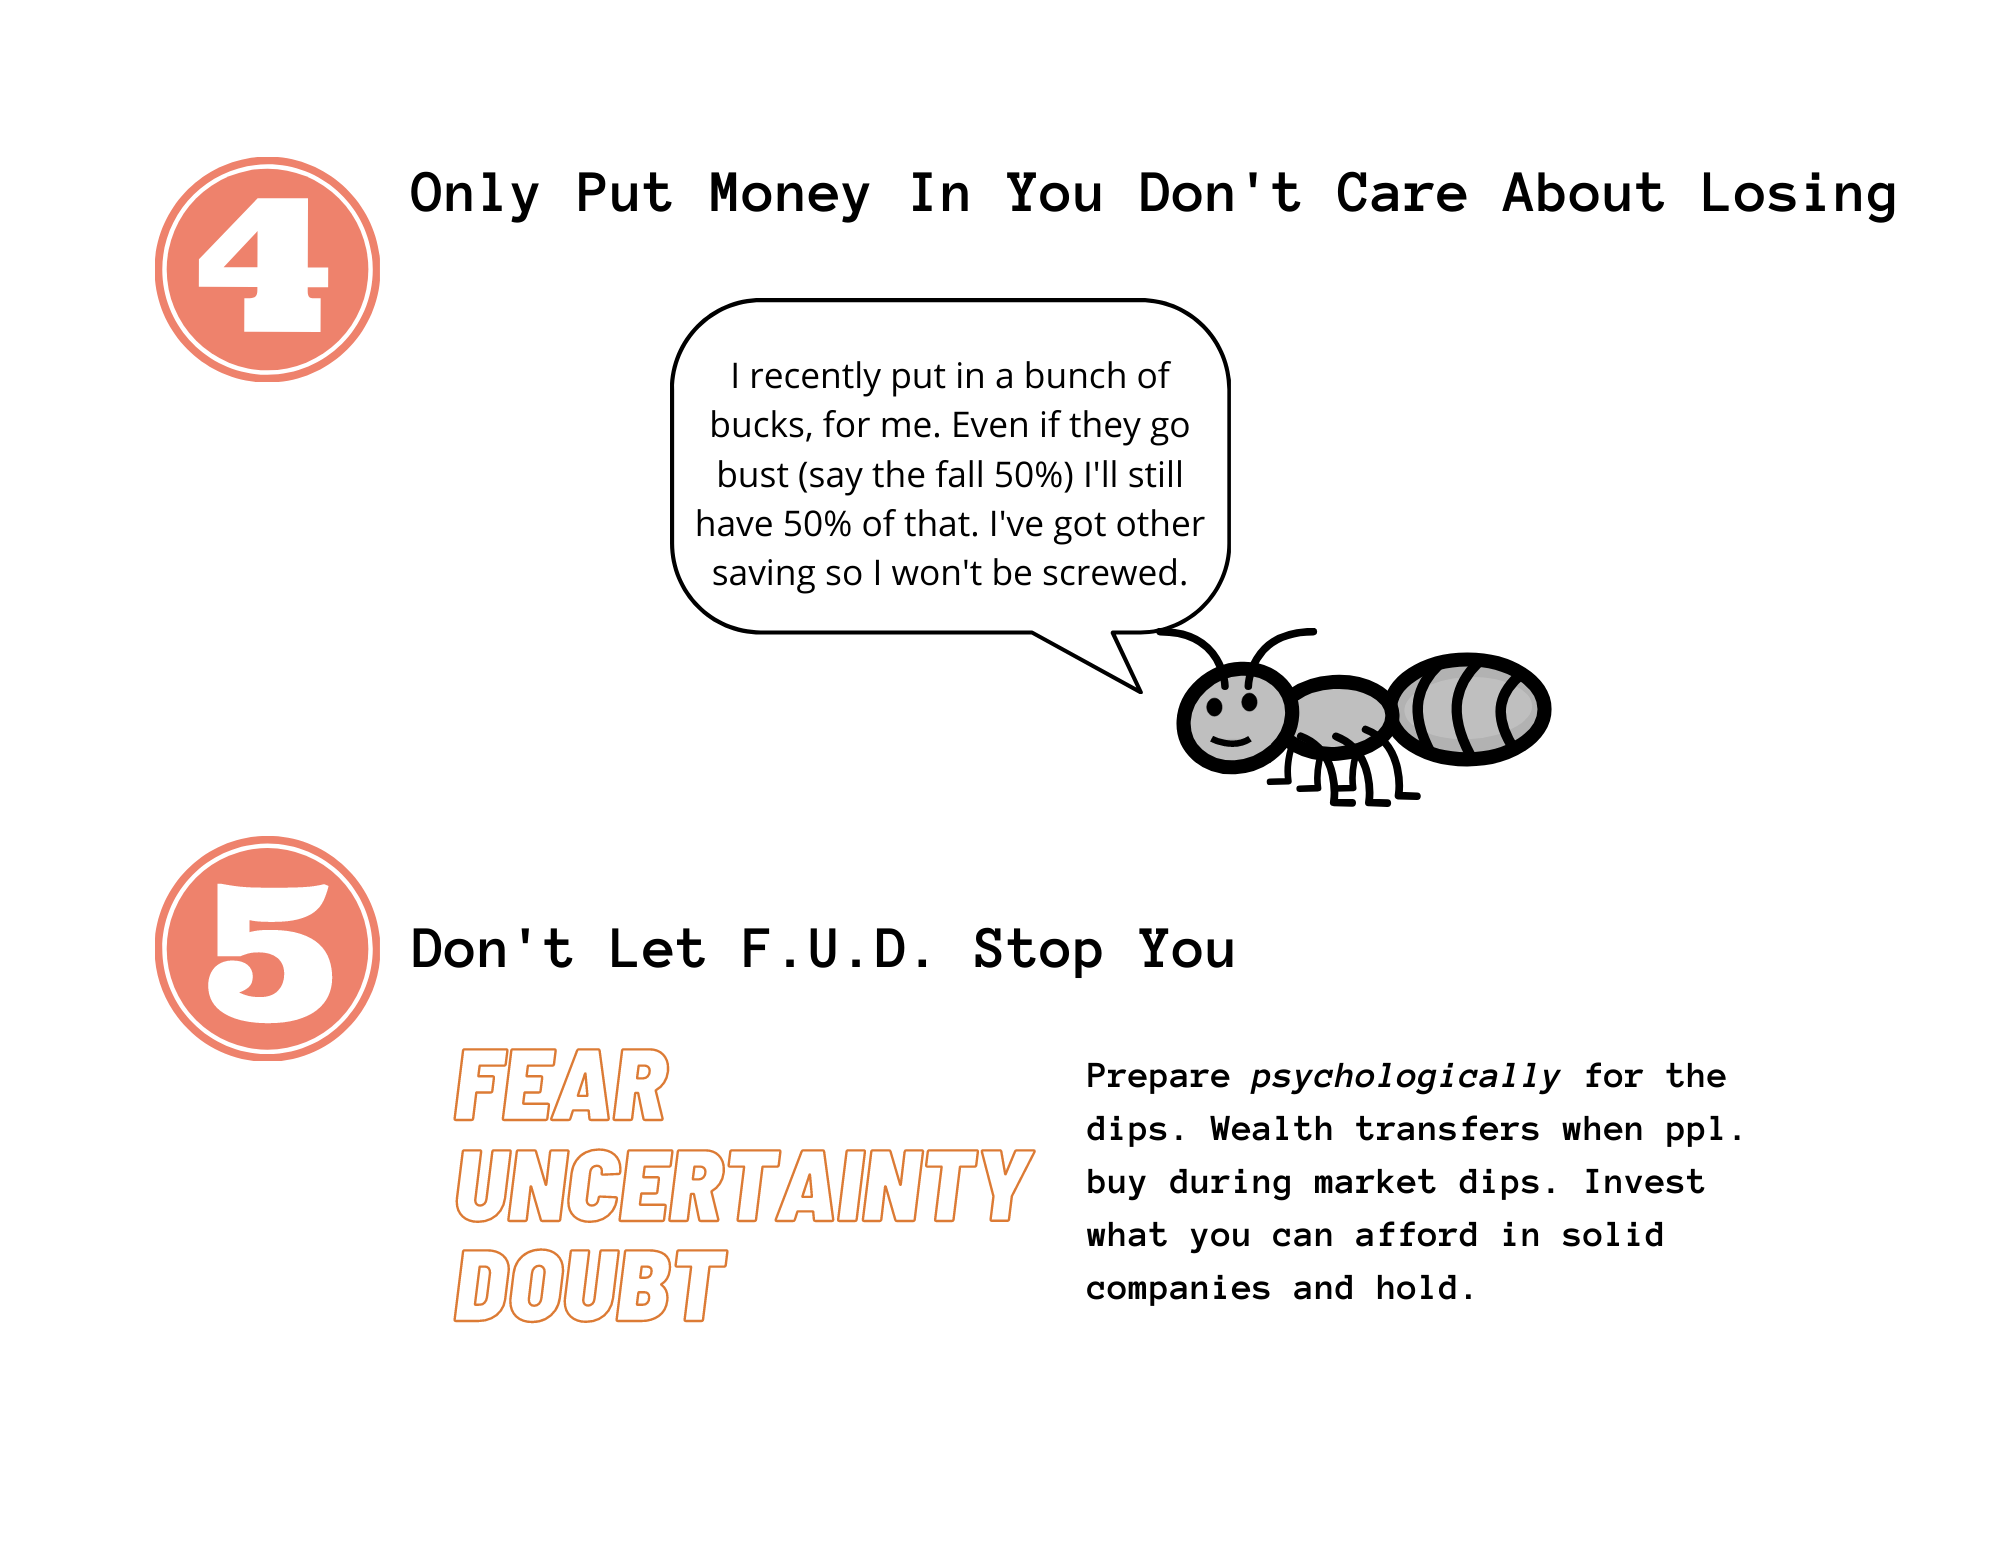 4
Only Put Money In You Don't Care About Losing
I recently put in a bunch of
bucks, for me. Even if they go
bust (say the fall 50%) I'll still
have 50% of that. I've got other
saving so I won't be screwed.
5
Don't Let F.U.D. Stop You
FEAR
UNCERTAINTY
DOUBT
Prepare psychologically for the
dips. Wealth transfers when ppl.
buy during market dips. Invest
what you can afford in solid
companies and hold.